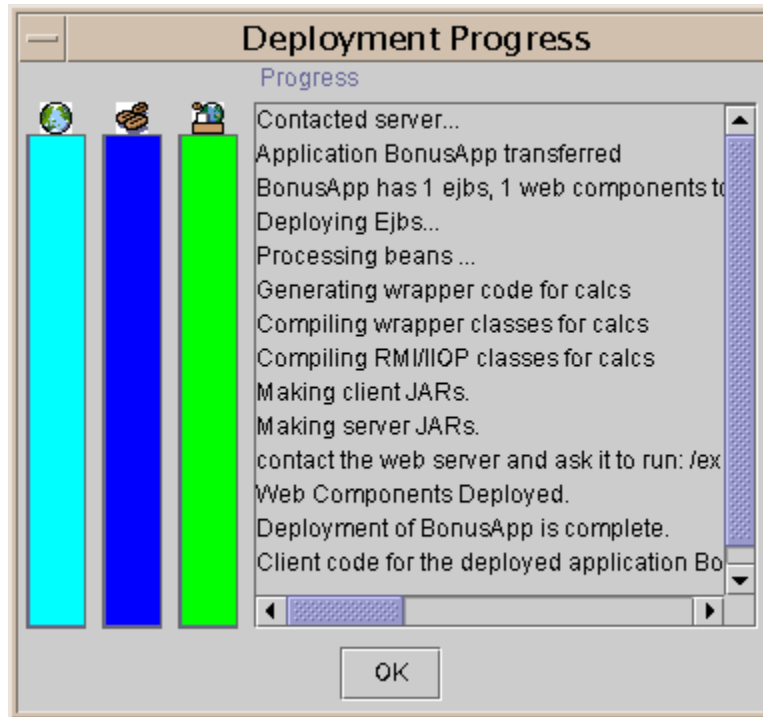 Deployment Progress
Progress
Contacted server...
Application BonusApp transferred
BonusApp has 1 ejbs, 1 web components to
Deploying Ejbs...
Processing beans ...
Generating wrapper code for calcs
Compiling wrapper classes for calcs
Compiling RMI/IIOP classes for calcs
Making client JARs.
Making server JARs.
contact the web server and ask it to run: /ex
Web Components Deployed.
Deployment of BonusApp is complete.
Client code for the deployed application Bo
OK